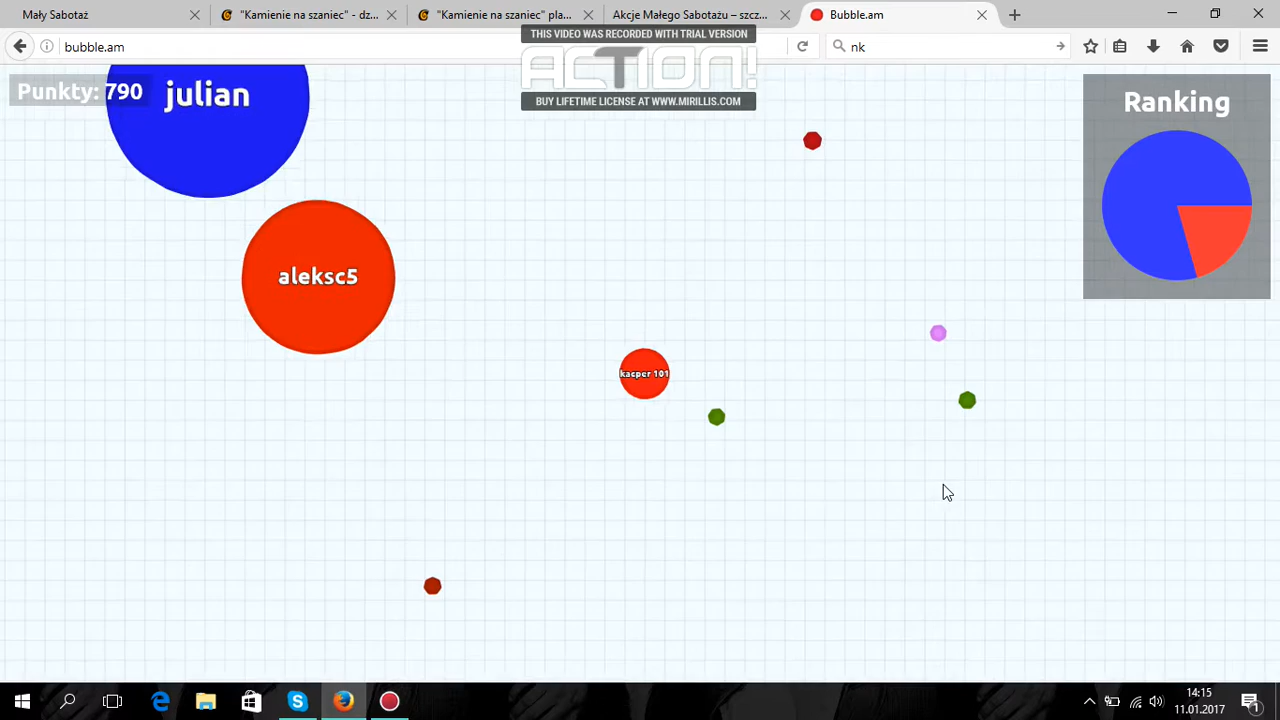 Mały Sabotaż
"Kamienie na szaniec" - dz...
"Kamienie na szaniec" pla...
Akcje Małego Sabotażu – szcz...
Bubble.am
bubble.am
nk
THIS VIDEO WAS RECORDED WITH TRIAL VERSION
ACTION!
BUY LIFETIME LICENSE AT WWW.MIRILLIS.COM
Punkty: 790
julian
Ranking
aleksc5
kacper 101
14:15
11.01.2017
1